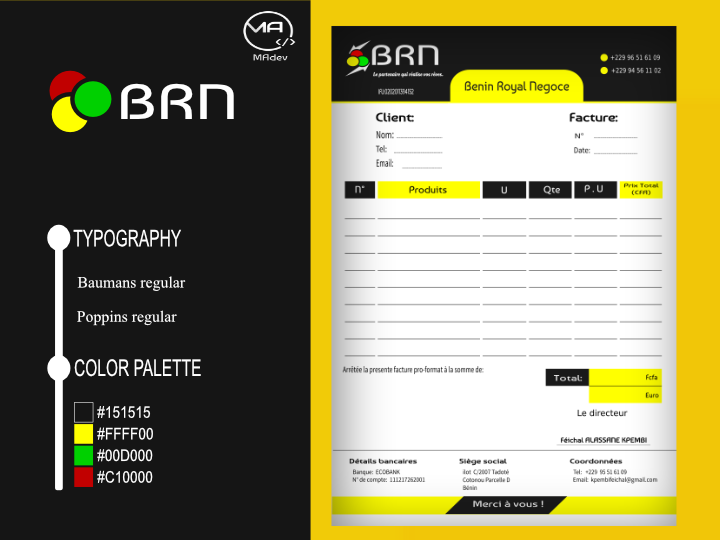 MA
</>
MAdev
BRN
TYPOGRAPHY
Baumans regular
Poppins regular
COLOR PALETTE
#151515
#FFFF00
#00D000
#C10000
BRN
Le partenaire qui réalise vos rêves.
+229 96 51 61 09
+229 94 56 11 02
Benin Royal Negoce
Client:
Facture:
Nom:
N°
Tel:
Date:
Email:
N° Produits U Qte P.U Prix Total (CFA)
Arrêtée la presente facture pro-format à la somme de:
Total: Fcfa
Euro
Le directeur
Féichal ALASSANE KPEMBI
Détails bancaires
Banque: ECOBANK
N° de compte: 111217262001
Siège social
ilot C/2007 Tadoté
Cotonou Parcelle D
Bénin
Coordonnées
Tel: +229 95 51 61 09
Email: kpembifeichal@gmail.com
Merci à vous !